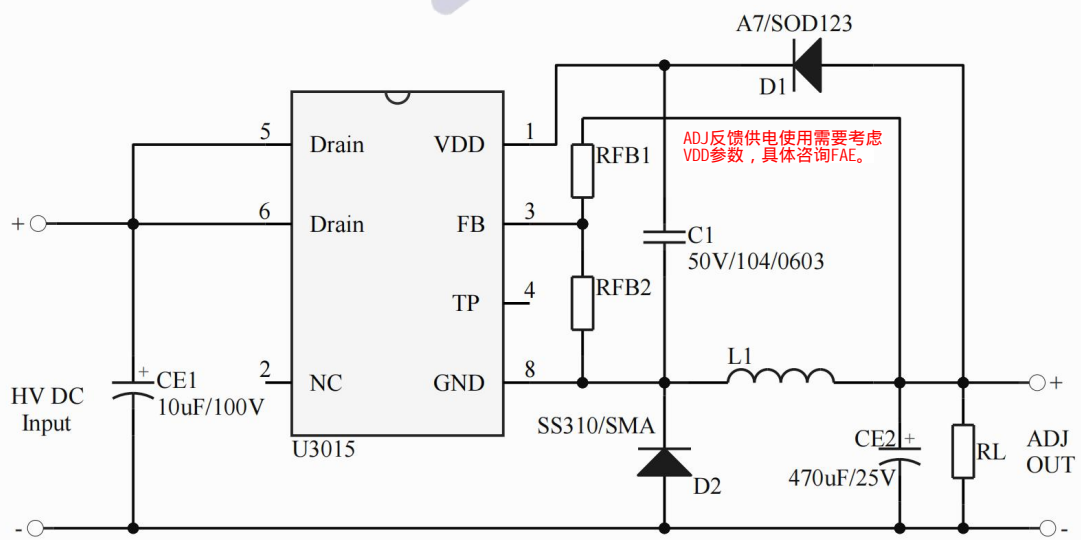 A7/SOD123
D1
5
Drain
VDD
1
RFB1
ADJ反馈供电使用需要考虑
VDD参数，具体咨询FAE。
+
6
Drain
FB
3
C1
50V/104/0603
RFB2
TP
4
L1
2
NC
GND
8
+
CE1
10uF/100V
HV DC
Input
U3015
SS310/SMA
D2
CE2
+
470uF/25V
RL
+
ADJ
OUT
-
-